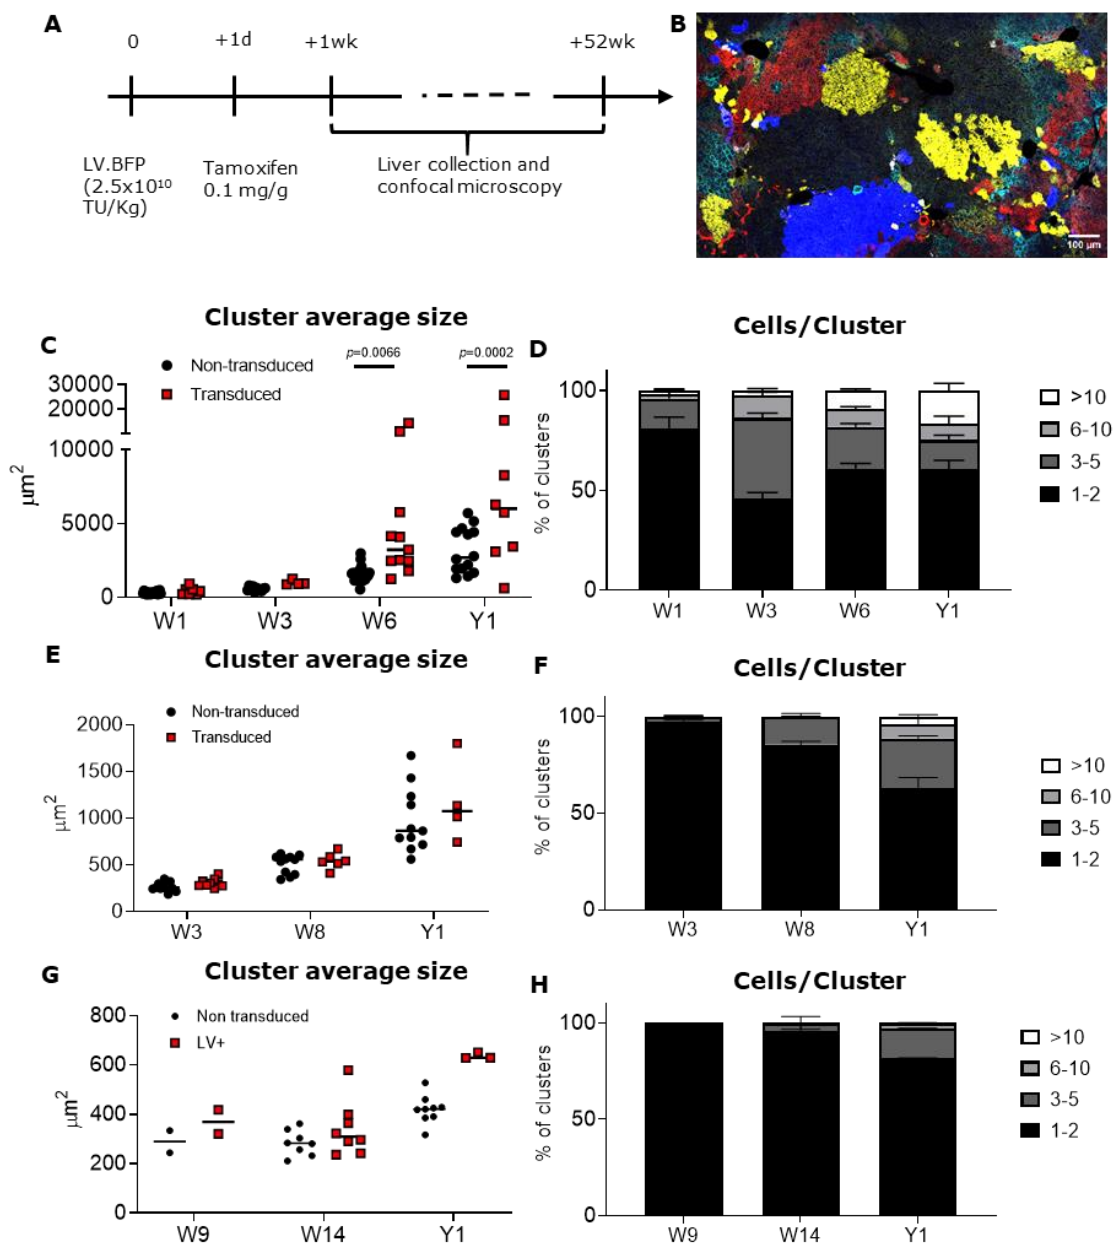 A
0
+1d
+1wk
+52wk
LV.BFP
(2.5x10¹⁰
TU/Kg)
Tamoxifen
0.1 mg/g
Liver collection and
confocal microscopy
B
100 μm
Cluster average size
C
Non-transduced
Transduced
p=0.0066
p=0.0002
30000
20000
10000
5000
0
μm²
W1
W3
W6
Y1
Cells/Cluster
D
100
50
0
% of clusters
W1
W3
W6
Y1
>10
6-10
3-5
1-2
Cluster average size
E
Non-transduced
Transduced
2000
1500
1000
500
0
μm²
W3
W8
Y1
Cells/Cluster
F
100
50
0
% of clusters
W3
W8
Y1
>10
6-10
3-5
1-2
Cluster average size
G
Non transduced
LV+
800
600
400
200
0
μm²
W9
W14
Y1
Cells/Cluster
H
100
50
0
% of clusters
W9
W14
Y1
>10
6-10
3-5
1-2